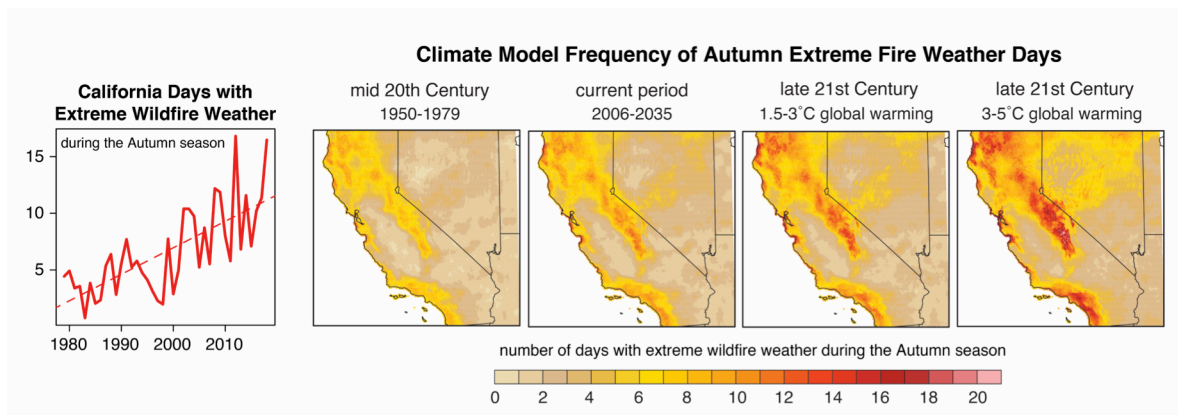 Climate Model Frequency of Autumn Extreme Fire Weather Days
California Days with
Extreme Wildfire Weather
during the Autumn season
15
10
5
1980 1990 2000 2010
mid 20th Century
1950-1979
current period
2006-2035
late 21st Century
1.5-3°C global warming
late 21st Century
3-5°C global warming
number of days with extreme wildfire weather during the Autumn season
0 2 4 6 8 10 12 14 16 18 20